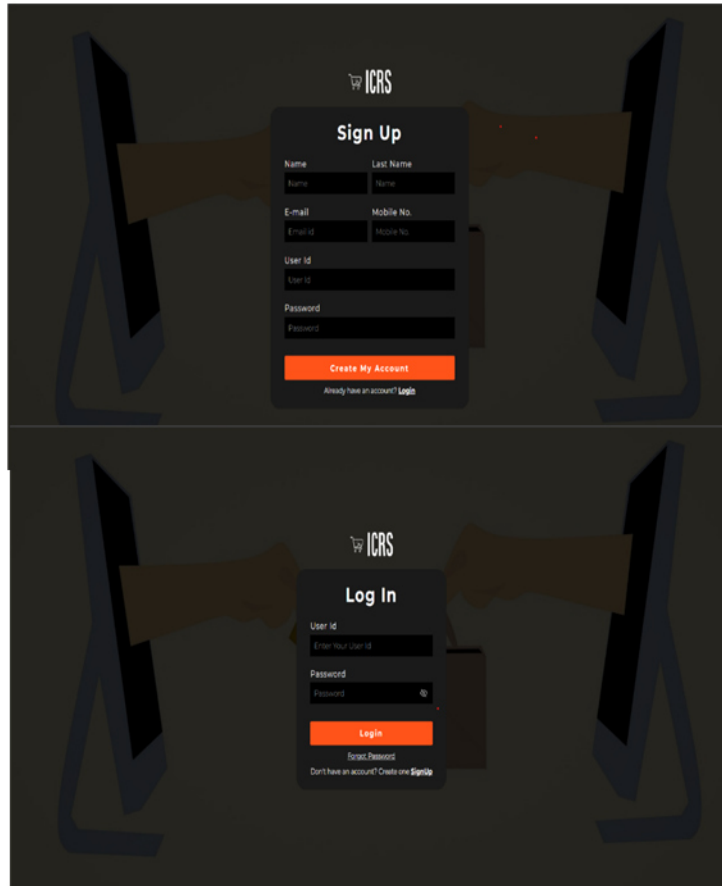 ICRS
Sign Up
Name Last Name
Name Name
E-mail Mobile No.
Email Id Mobile No.
User Id
User Id
Password
Password
Create My Account
Already have an account? Login
ICRS
Log In
User Id
Enter Your User Id
Password
Password
Login
Forgot Password
Don't have an account? Create one SignUp